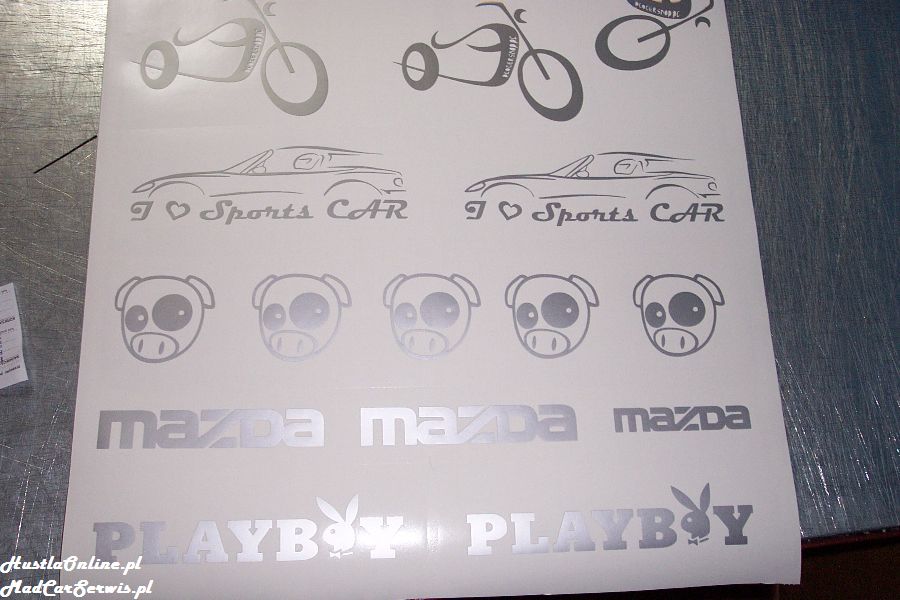 I ♡ Sports CAR
I ♡ Sports CAR
mazda mazda mazda
PLAYBOY PLAYBOY
HustlaOnline.pl
MadCarSerwis.pl